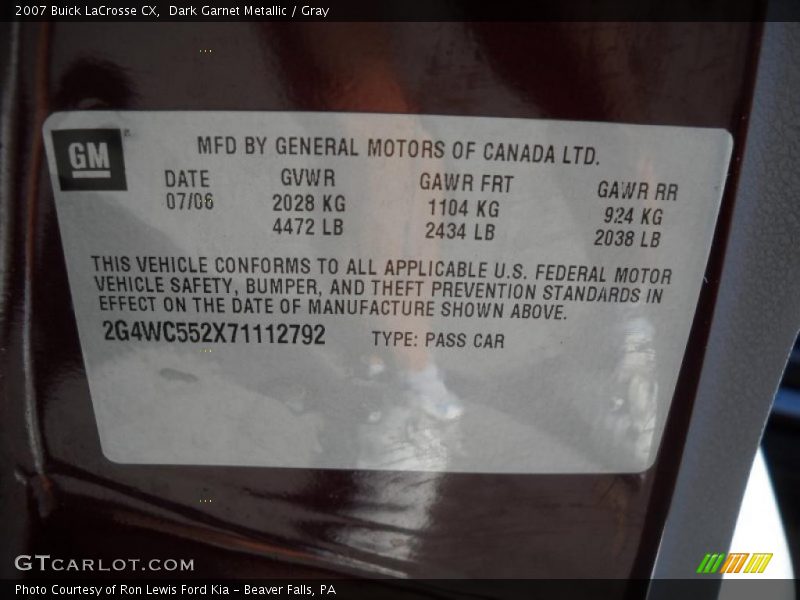 2007 Buick LaCrosse CX,  Dark Garnet Metallic / Gray
GM
MFD BY GENERAL MOTORS OF CANADA LTD.
DATE GVWR GAWR FRT GAWR RR
07/06 2028 KG 1104 KG 924 KG
4472 LB 2434 LB 2038 LB
THIS VEHICLE CONFORMS TO ALL APPLICABLE U.S. FEDERAL MOTOR
VEHICLE SAFETY, BUMPER, AND THEFT PREVENTION STANDARDS IN
EFFECT ON THE DATE OF MANUFACTURE SHOWN ABOVE.
2G4WC552X71112792 TYPE: PASS CAR
GTCARLOT.COM
Photo Courtesy of Ron Lewis Ford Kia - Beaver Falls, PA